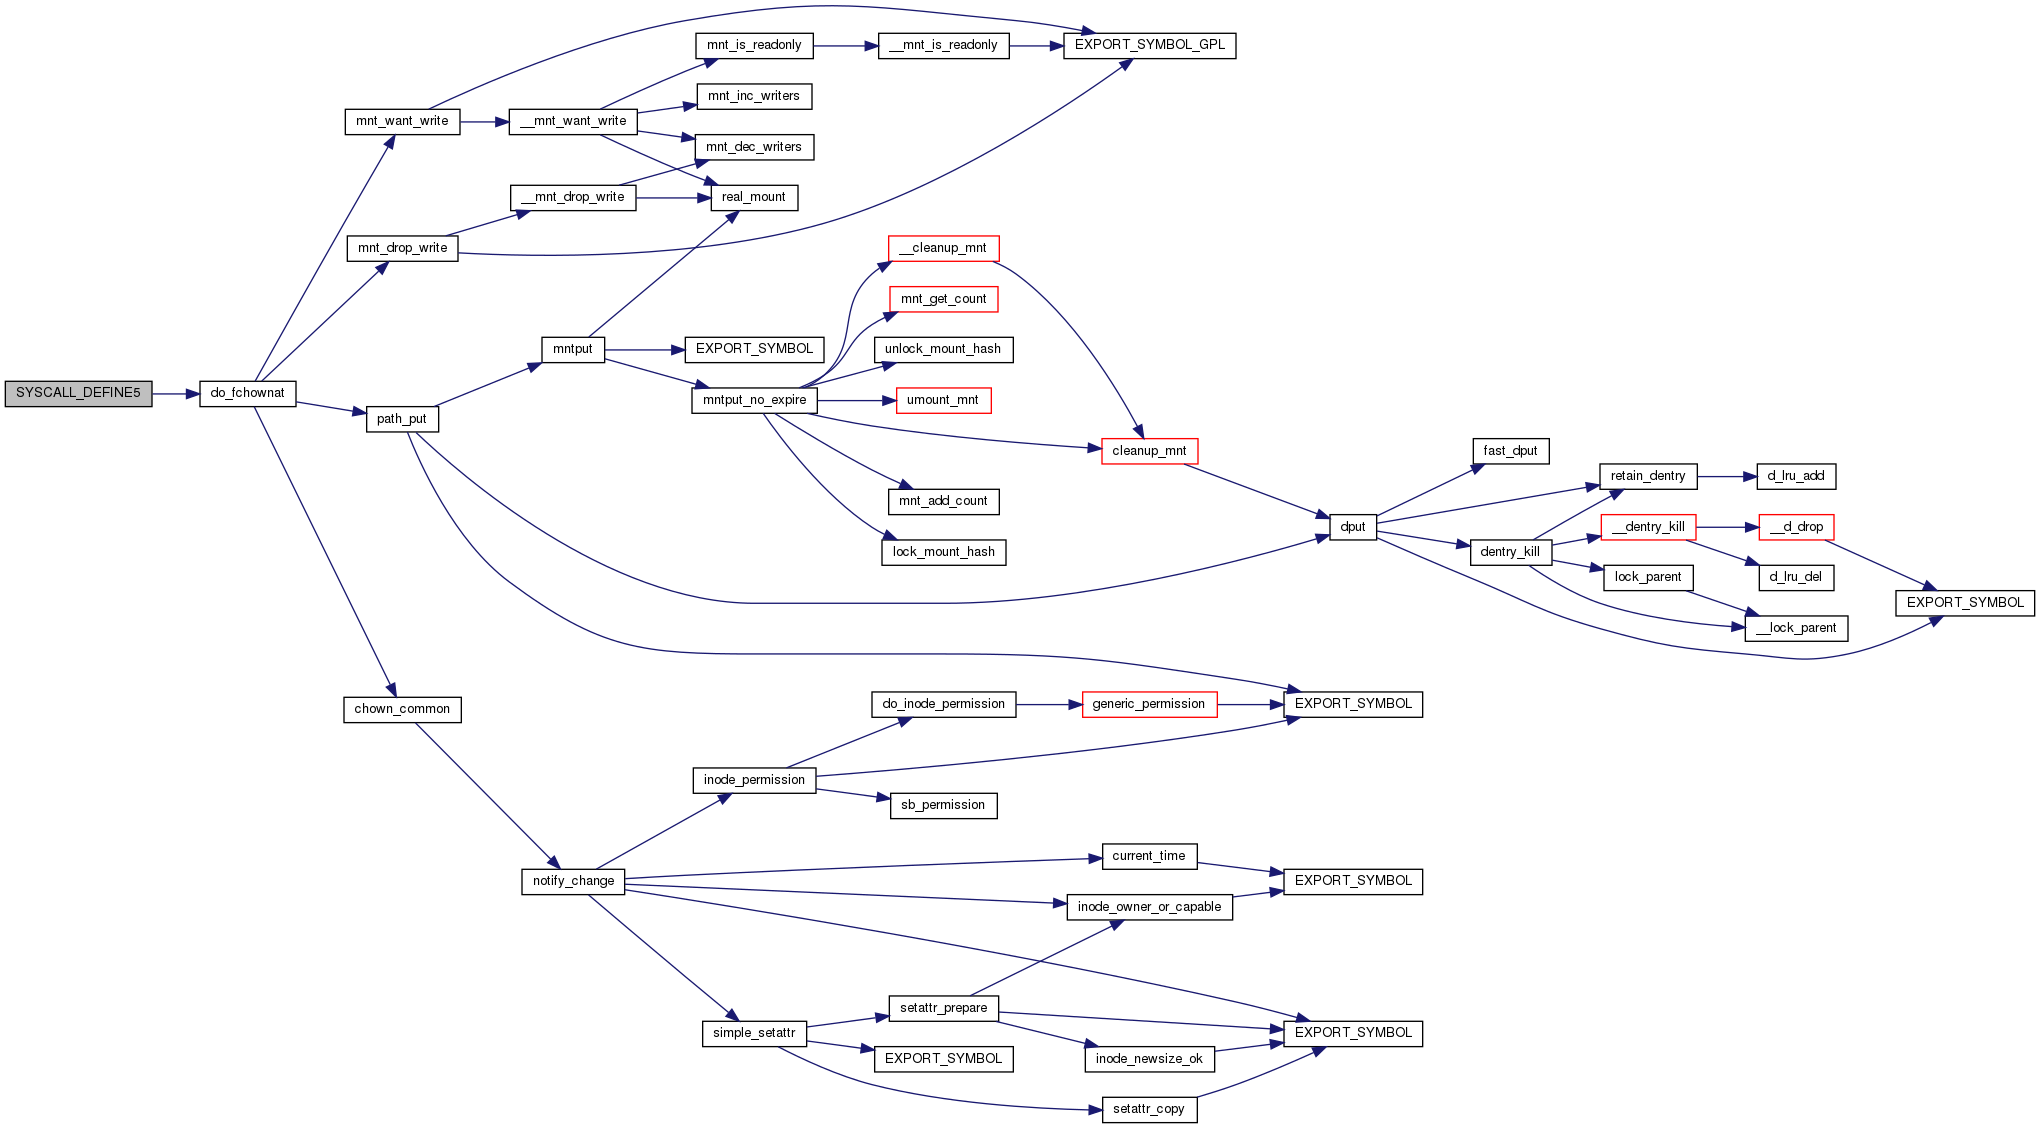 SYSCALL_DEFINE5
do_fchownat
mnt_want_write
mnt_drop_write
path_put
chown_common
__mnt_want_write
__mnt_drop_write
mntput
notify_change
mnt_is_readonly
mnt_inc_writers
mnt_dec_writers
real_mount
EXPORT_SYMBOL
mntput_no_expire
inode_permission
simple_setattr
__mnt_is_readonly
__cleanup_mnt
mnt_get_count
unlock_mount_hash
umount_mnt
mnt_add_count
lock_mount_hash
do_inode_permission
sb_permission
setattr_prepare
EXPORT_SYMBOL
EXPORT_SYMBOL_GPL
cleanup_mnt
generic_permission
current_time
inode_owner_or_capable
inode_newsize_ok
setattr_copy
dput
EXPORT_SYMBOL
EXPORT_SYMBOL
EXPORT_SYMBOL
fast_dput
dentry_kill
retain_dentry
__dentry_kill
lock_parent
d_lru_add
__d_drop
d_lru_del
__lock_parent
EXPORT_SYMBOL